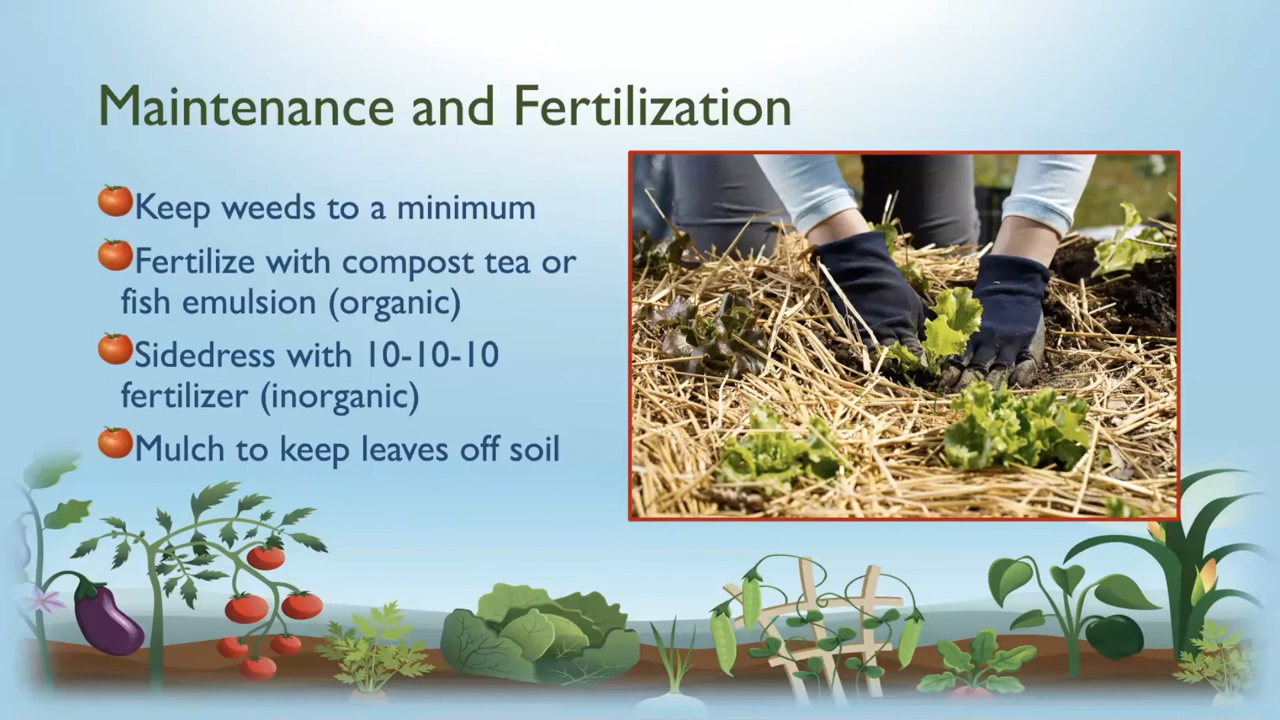 Maintenance and Fertilization
Keep weeds to a minimum
Fertilize with compost tea or
fish emulsion (organic)
Sidedress with 10-10-10
fertilizer (inorganic)
Mulch to keep leaves off soil